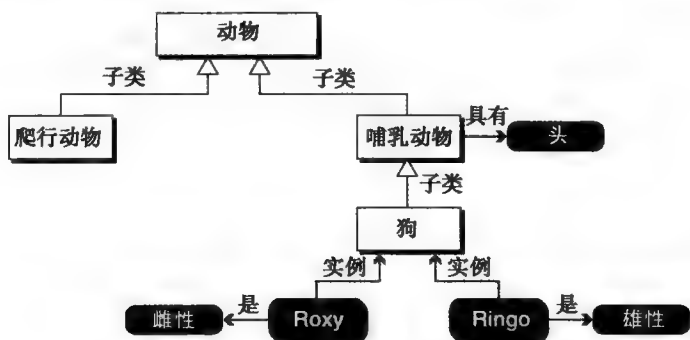 动物
子类
子类
爬行动物
哺乳动物
具有
头
子类
狗
实例
实例
雌性
是
Roxy
Ringo
是
雄性